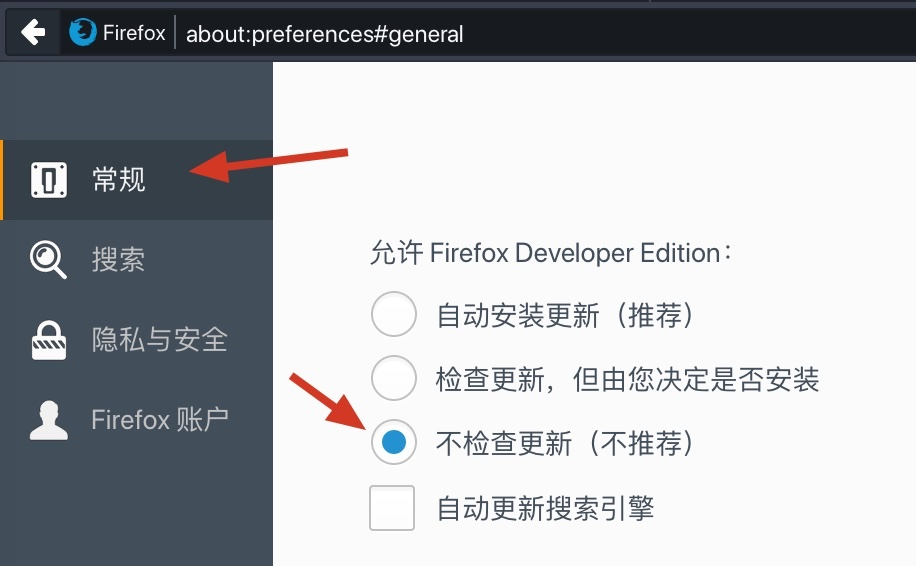 Firefox about:preferences#general
常规
搜索
隐私与安全
Firefox 账户
允许 Firefox Developer Edition：
自动安装更新（推荐）
检查更新，但由您决定是否安装
不检查更新（不推荐）
自动更新搜索引擎